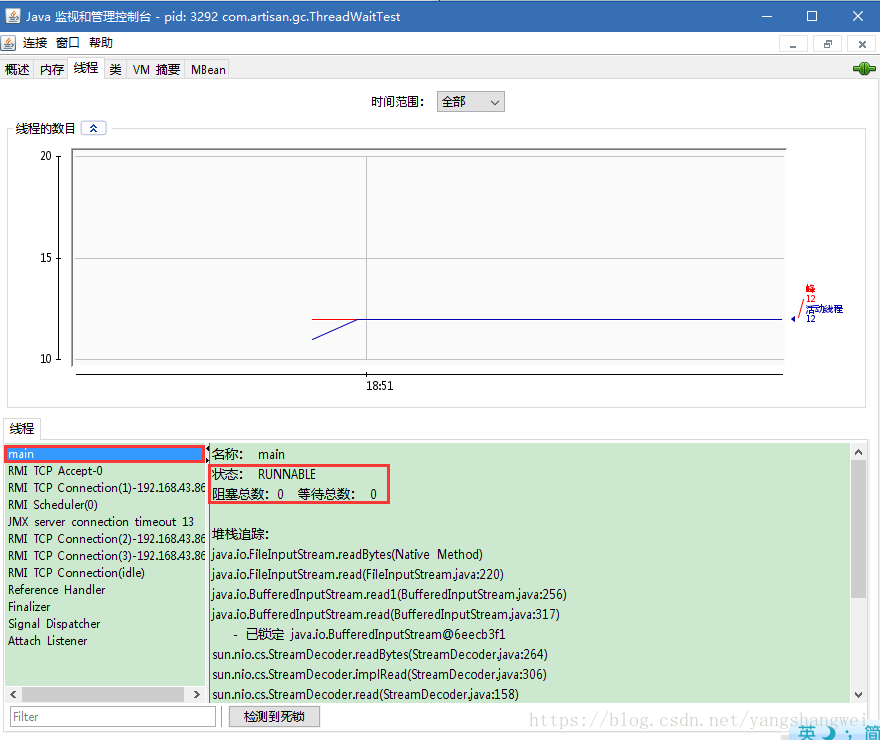 Java 监视和管理控制台 - pid: 3292 com.artisan.gc.ThreadWaitTest
连接 窗口 帮助
概述 内存 线程 类 VM 摘要 MBean
时间范围： 全部
线程的数目
20
15
10
18:51
峰
12
活动线程
12
线程
main
RMI TCP Accept-0
RMI TCP Connection(1)-192.168.43.86
RMI Scheduler(0)
JMX server connection timeout 13
RMI TCP Connection(2)-192.168.43.86
RMI TCP Connection(3)-192.168.43.86
RMI TCP Connection(idle)
Reference Handler
Finalizer
Signal Dispatcher
Attach Listener
Filter
名称： main
状态： RUNNABLE
阻塞总数：0 等待总数： 0
堆栈追踪：
java.io.FileInputStream.readBytes(Native Method)
java.io.FileInputStream.read(FileInputStream.java:220)
java.io.BufferedInputStream.read1(BufferedInputStream.java:256)
java.io.BufferedInputStream.read(BufferedInputStream.java:317)
- 已锁定 java.io.BufferedInputStream@6eecb3f1
sun.nio.cs.StreamDecoder.readBytes(StreamDecoder.java:264)
sun.nio.cs.StreamDecoder.implRead(StreamDecoder.java:306)
sun.nio.cs.StreamDecoder.read(StreamDecoder.java:158)
检测到死锁
https://blog.csdn.net/yangshangwei
英 简